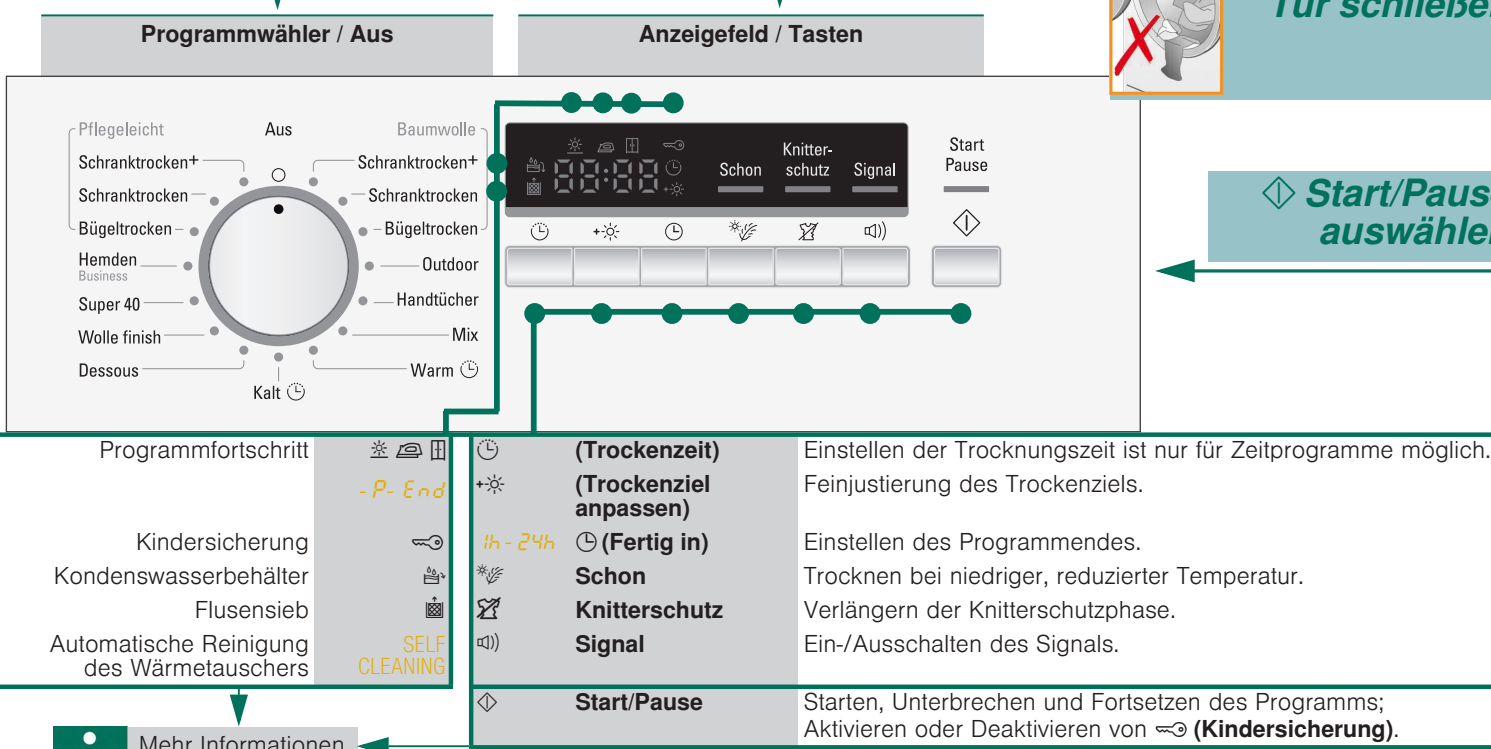 Tür schließen
Programmwähler / Aus
Anzeigefeld / Tasten
Pflegeleicht
Aus
Baumwolle
Schranktrocken+
Schranktrocken
Bügeltrocken
Hemden
Business
Super 40
Wolle finish
Dessous
Kalt
Schranktrocken+
Schranktrocken
Bügeltrocken
Outdoor
Handtücher
Mix
Warm
88:88
Schon
Knitter-
schutz
Signal
Start
Pause
Start/Paus
auswähle
Programmfortschritt
-P- End
Kindersicherung
Kondenswasserbehälter
Flusensieb
Automatische Reinigung SELF
des Wärmetauschers CLEANING
(Trockenzeit) Einstellen der Trocknungszeit ist nur für Zeitprogramme möglich.
(Trockenziel Feinjustierung des Trockenziels.
anpassen)
1h - 24h (Fertig in) Einstellen des Programmendes.
Schon Trocknen bei niedriger, reduzierter Temperatur.
Knitterschutz Verlängern der Knitterschutzphase.
Signal Ein-/Ausschalten des Signals.
Start/Pause Starten, Unterbrechen und Fortsetzen des Programms;
Aktivieren oder Deaktivieren von (Kindersicherung).
Mehr Informationen